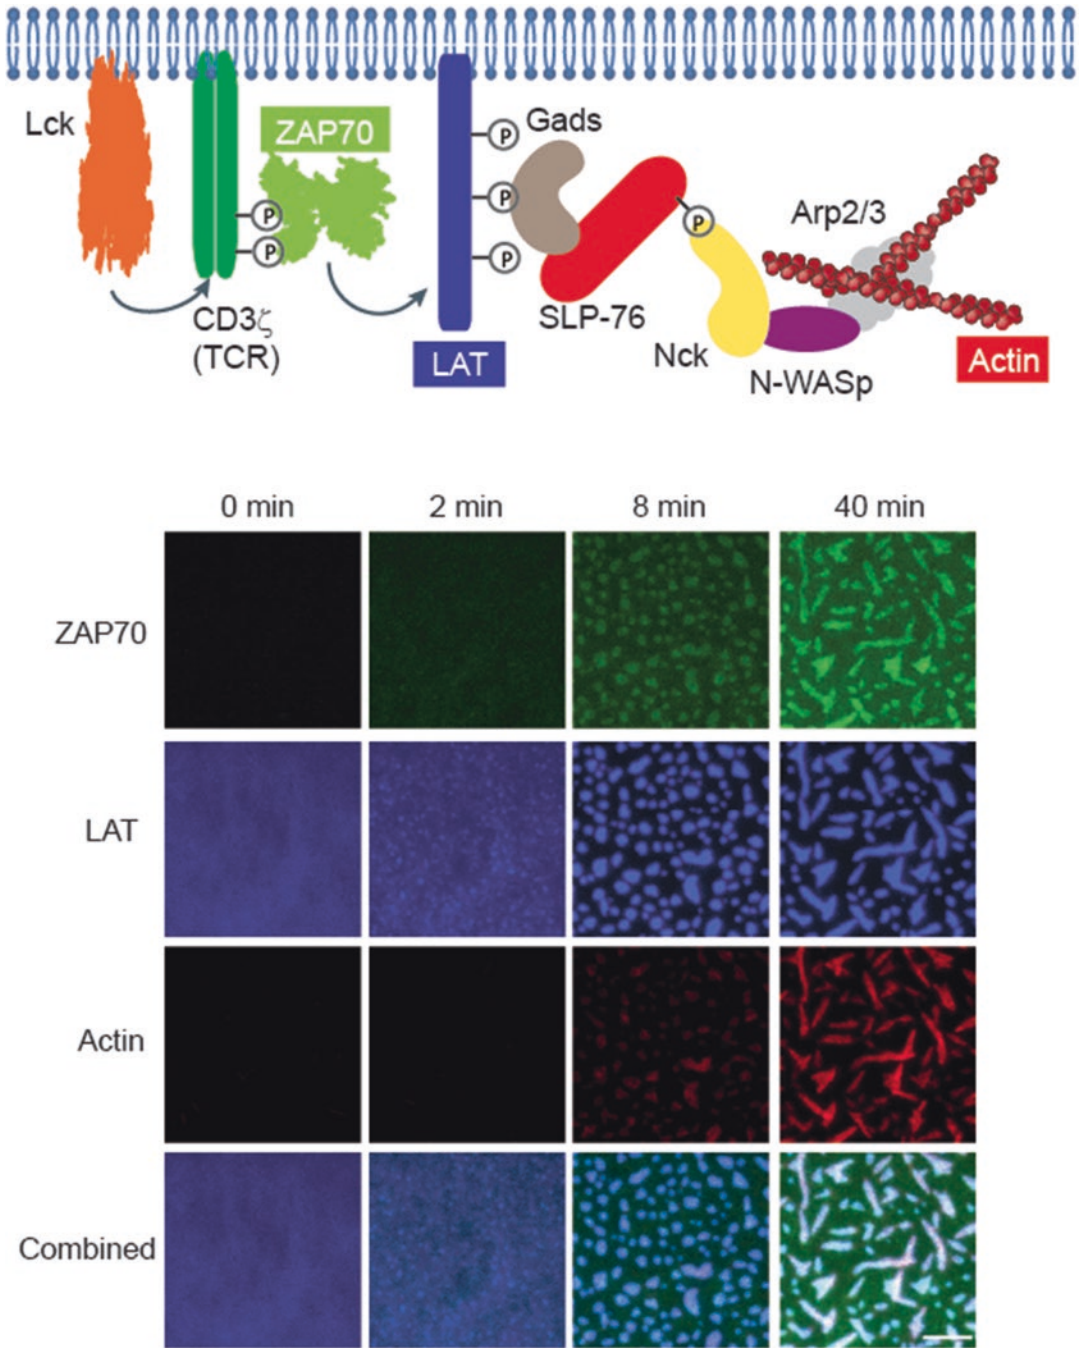 Lck
ZAP70
P
P
CD3ζ
(TCR)
P
P
P
LAT
Gads
SLP-76
P
Nck
N-WASp
Arp2/3
Actin
0 min 2 min 8 min 40 min
ZAP70
LAT
Actin
Combined